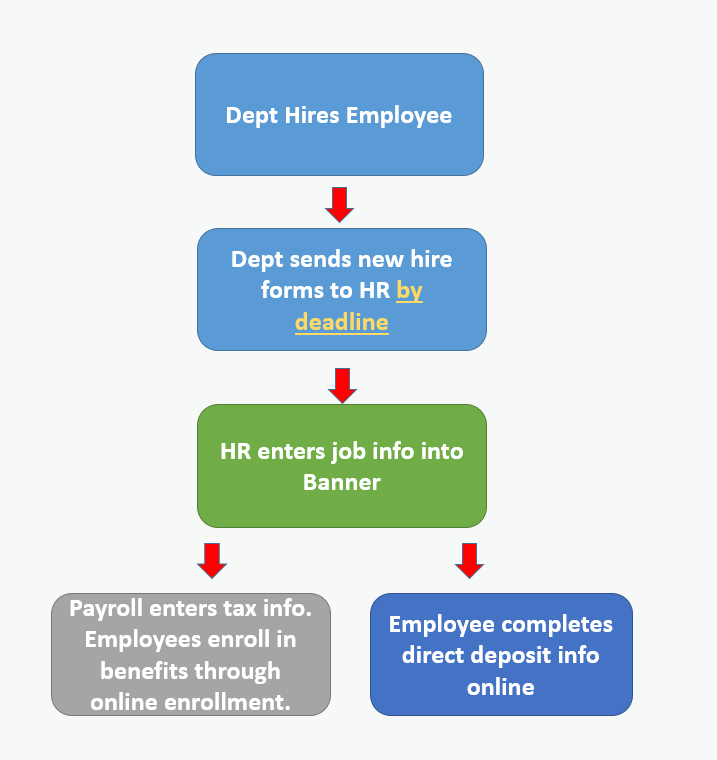 Dept Hires Employee
Dept sends new hire
forms to HR by
deadline
HR enters job info into
Banner
Payroll enters tax info.
Employees enroll in
benefits through
online enrollment.
Employee completes
direct deposit info
online